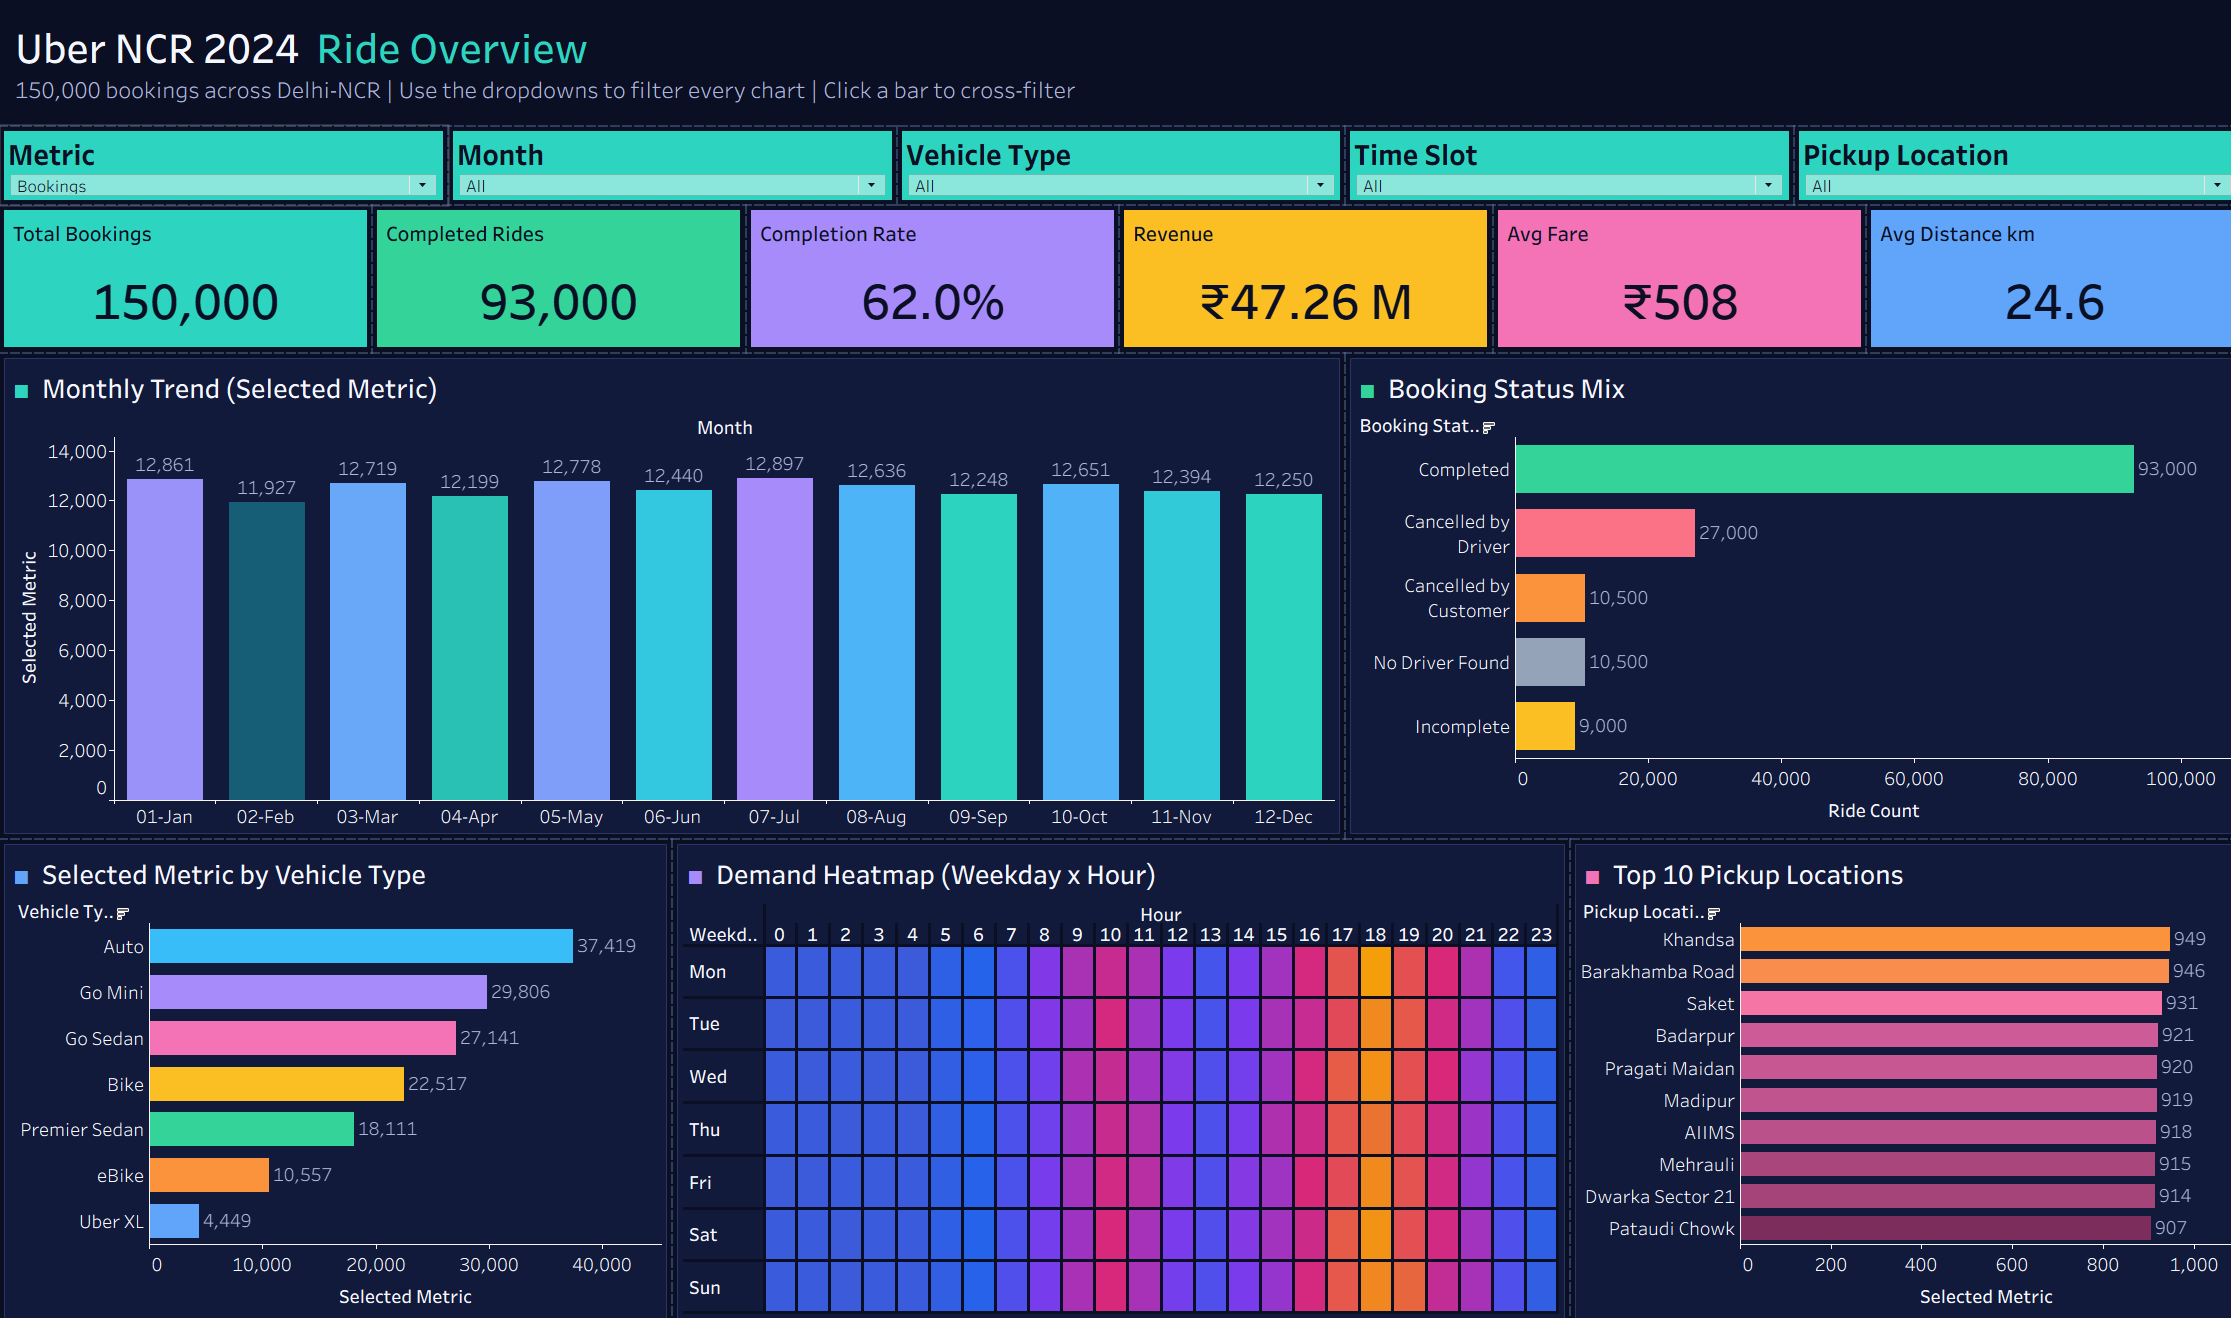 Uber NCR 2024 Ride Overview
150,000 bookings across Delhi-NCR | Use the dropdowns to filter every chart | Click a bar to cross-filter
Metric Month Vehicle Type Time Slot Pickup Location
Bookings All All All All
Total Bookings Completed Rides Completion Rate Revenue Avg Fare Avg Distance km
150,000 93,000 62.0% ₹47.26 M ₹508 24.6
Monthly Trend (Selected Metric)
Month
Selected Metric
14,000
12,000
10,000
8,000
6,000
4,000
2,000
0
12,861 11,927 12,719 12,199 12,778 12,440 12,897 12,636 12,248 12,651 12,394 12,250
01-Jan 02-Feb 03-Mar 04-Apr 05-May 06-Jun 07-Jul 08-Aug 09-Sep 10-Oct 11-Nov 12-Dec
Booking Status Mix
Booking Stat..
Completed 93,000
Cancelled by
Driver 27,000
Cancelled by
Customer 10,500
No Driver Found 10,500
Incomplete 9,000
0 20,000 40,000 60,000 80,000 100,000
Ride Count
Selected Metric by Vehicle Type
Vehicle Ty..
Auto 37,419
Go Mini 29,806
Go Sedan 27,141
Bike 22,517
Premier Sedan 18,111
eBike 10,557
Uber XL 4,449
0 10,000 20,000 30,000 40,000
Selected Metric
Demand Heatmap (Weekday x Hour)
Hour
Weekd.. 0 1 2 3 4 5 6 7 8 9 10 11 12 13 14 15 16 17 18 19 20 21 22 23
Mon
Tue
Wed
Thu
Fri
Sat
Sun
Top 10 Pickup Locations
Pickup Locati..
Khandsa 949
Barakhamba Road 946
Saket 931
Badarpur 921
Pragati Maidan 920
Madipur 919
AIIMS 918
Mehrauli 915
Dwarka Sector 21 914
Pataudi Chowk 907
0 200 400 600 800 1,000
Selected Metric